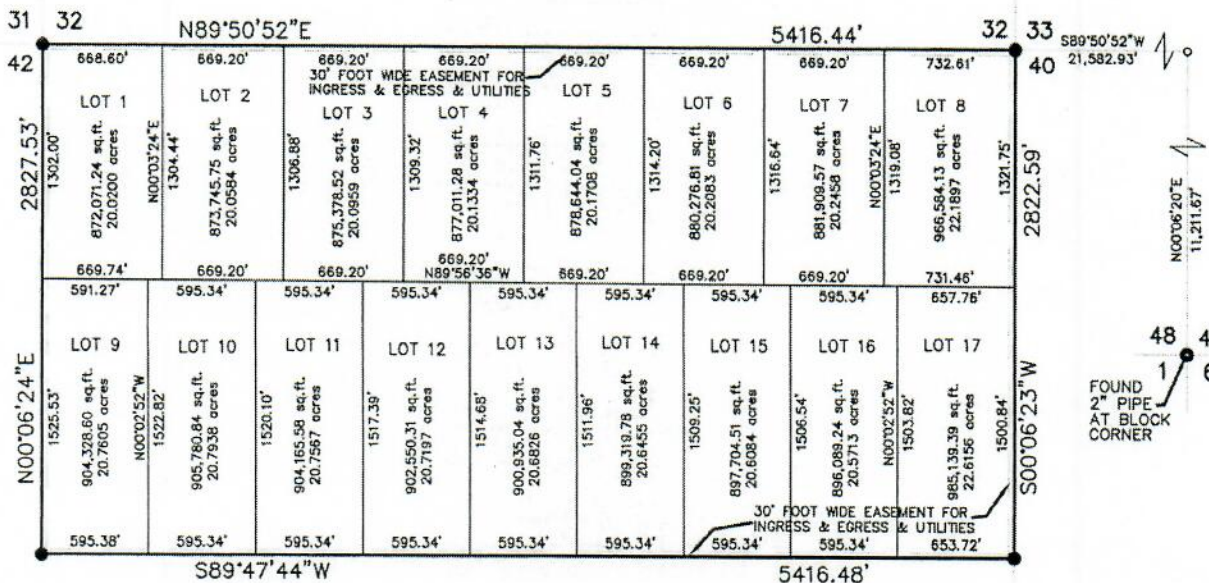 31 32 N89°50'52"E 5416.44' 32 33
42 40 S89°50'52"W
21,582.93'
668.60' 669.20' 669.20' 669.20' 669.20' 669.20' 669.20' 732.61'
30' FOOT WIDE EASEMENT FOR
INGRESS & EGRESS & UTILITIES
2827.53'
1302.00'
LOT 1
872,071.24 sq.ft.
20.0200 acres
N00°03'24"E
1304.44'
LOT 2
873,745.75 sq.ft.
20.0584 acres
1306.88'
LOT 3
875,378.52 sq.ft.
20.0959 acres
1309.32'
LOT 4
877,011.28 sq.ft.
20.1334 acres
1311.76'
LOT 5
878,644.04 sq.ft.
20.1708 acres
1314.20'
LOT 6
880,276.81 sq.ft.
20.2083 acres
1316.64'
LOT 7
881,909.57 sq.ft.
20.2458 acres
N00°03'24"E
1319.08'
LOT 8
966,584.13 sq.ft.
22.1897 acres
1321.75'
2822.59'
N00°06'20"E
11,211.67'
669.74' 669.20' 669.20' 669.20' 669.20' 669.20' 669.20' 731.46'
N89°56'36"W
591.27' 595.34' 595.34' 595.34' 595.34' 595.34' 595.34' 595.34' 657.76'
N00°06'24"E
1525.53'
LOT 9
904,328.60 sq.ft.
20.7605 acres
N00°02'52"W
1522.82'
LOT 10
905,780.84 sq.ft.
20.7938 acres
1520.10'
LOT 11
904,165.58 sq.ft.
20.7567 acres
1517.39'
LOT 12
902,550.31 sq.ft.
20.7197 acres
1514.68'
LOT 13
900,935.04 sq.ft.
20.6826 acres
1511.96'
LOT 14
899,319.78 sq.ft.
20.6455 acres
1509.25'
LOT 15
897,704.51 sq.ft.
20.6084 acres
1506.54'
LOT 16
896,089.24 sq.ft.
20.5713 acres
N00°02'52"W
1503.82'
LOT 17
985,139.39 sq.ft.
22.6156 acres
1500.84'
S00°06'23"W
48
1 6
FOUND
2" PIPE
AT BLOCK
CORNER
30' FOOT WIDE EASEMENT FOR
INGRESS & EGRESS & UTILITIES
595.38' 595.34' 595.34' 595.34' 595.34' 595.34' 595.34' 595.34' 653.72'
S89°47'44"W 5416.48'